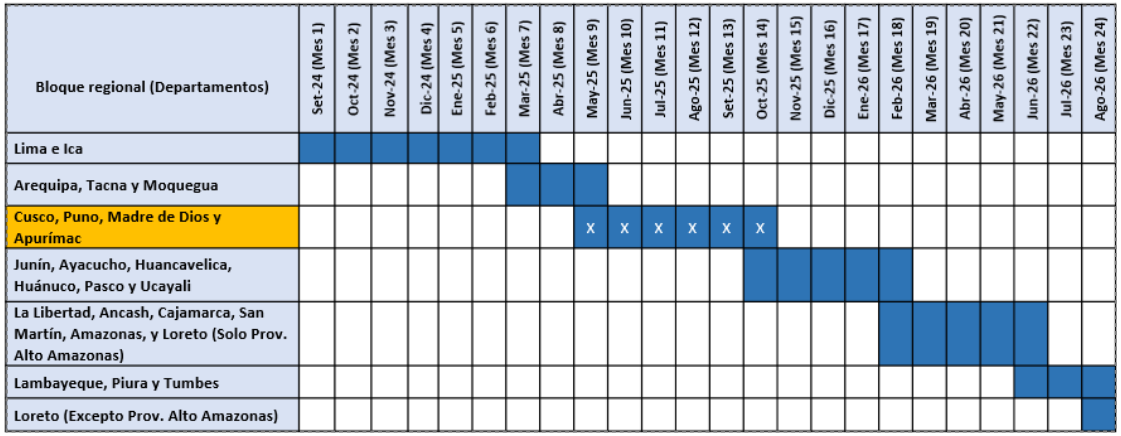 Bloque regional (Departamentos)
Set-24 (Mes 1)
Oct-24 (Mes 2)
Nov-24 (Mes 3)
Dic-24 (Mes 4)
Ene-25 (Mes 5)
Feb-25 (Mes 6)
Mar-25 (Mes 7)
Abr-25 (Mes 8)
May-25 (Mes 9)
Jun-25 (Mes 10)
Jul-25 (Mes 11)
Ago-25 (Mes 12)
Set-25 (Mes 13)
Oct-25 (Mes 14)
Nov-25 (Mes 15)
Dic-25 (Mes 16)
Ene-26 (Mes 17)
Feb-26 (Mes 18)
Mar-26 (Mes 19)
Abr-26 (Mes 20)
May-26 (Mes 21)
Jun-26 (Mes 22)
Jul-26 (Mes 23)
Ago-26 (Mes 24)
Lima e Ica
Arequipa, Tacna y Moquegua
Cusco, Puno, Madre de Dios y
Apurímac
X X X X X X
Junín, Ayacucho, Huancavelica,
Huánuco, Pasco y Ucayali
La Libertad, Ancash, Cajamarca, San
Martín, Amazonas, y Loreto (Solo Prov.
Alto Amazonas)
Lambayeque, Piura y Tumbes
Loreto (Excepto Prov. Alto Amazonas)